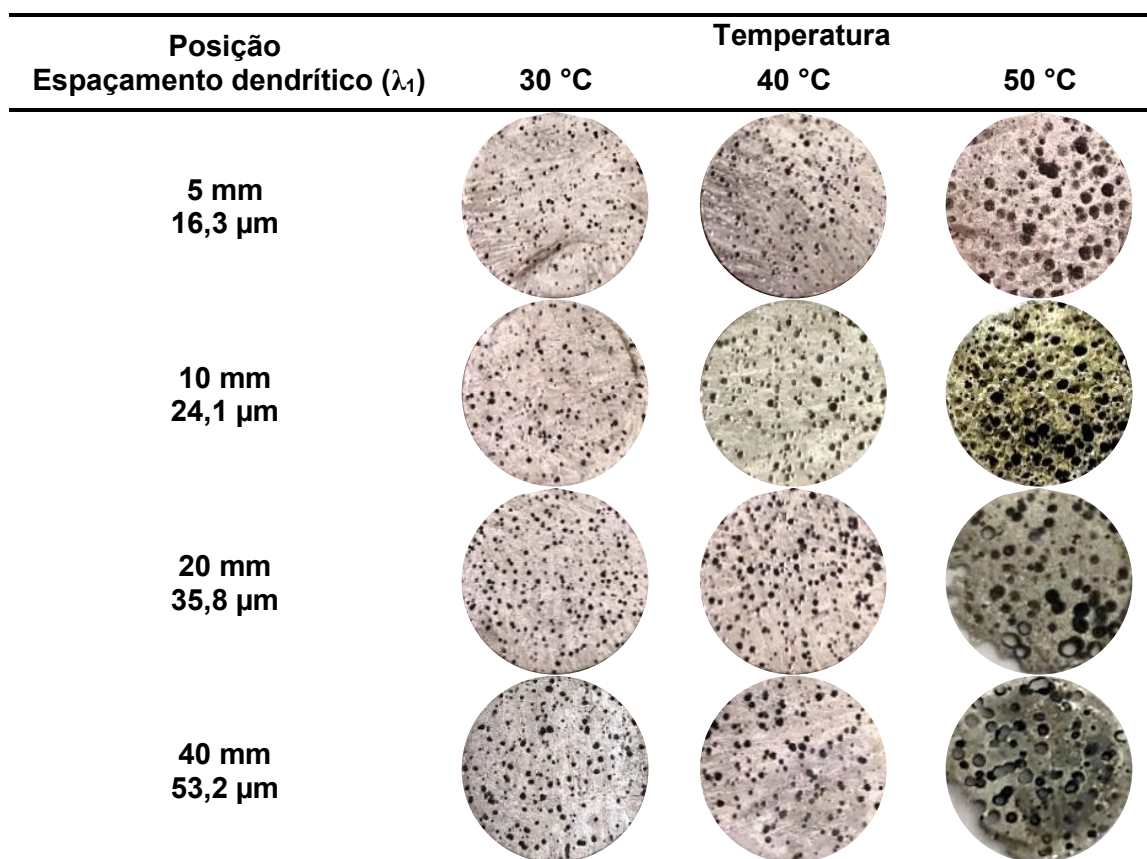 Posição
Espaçamento dendrítico (λ₁)
Temperatura
30 °C
40 °C
50 °C
5 mm
16,3 µm
10 mm
24,1 µm
20 mm
35,8 µm
40 mm
53,2 µm